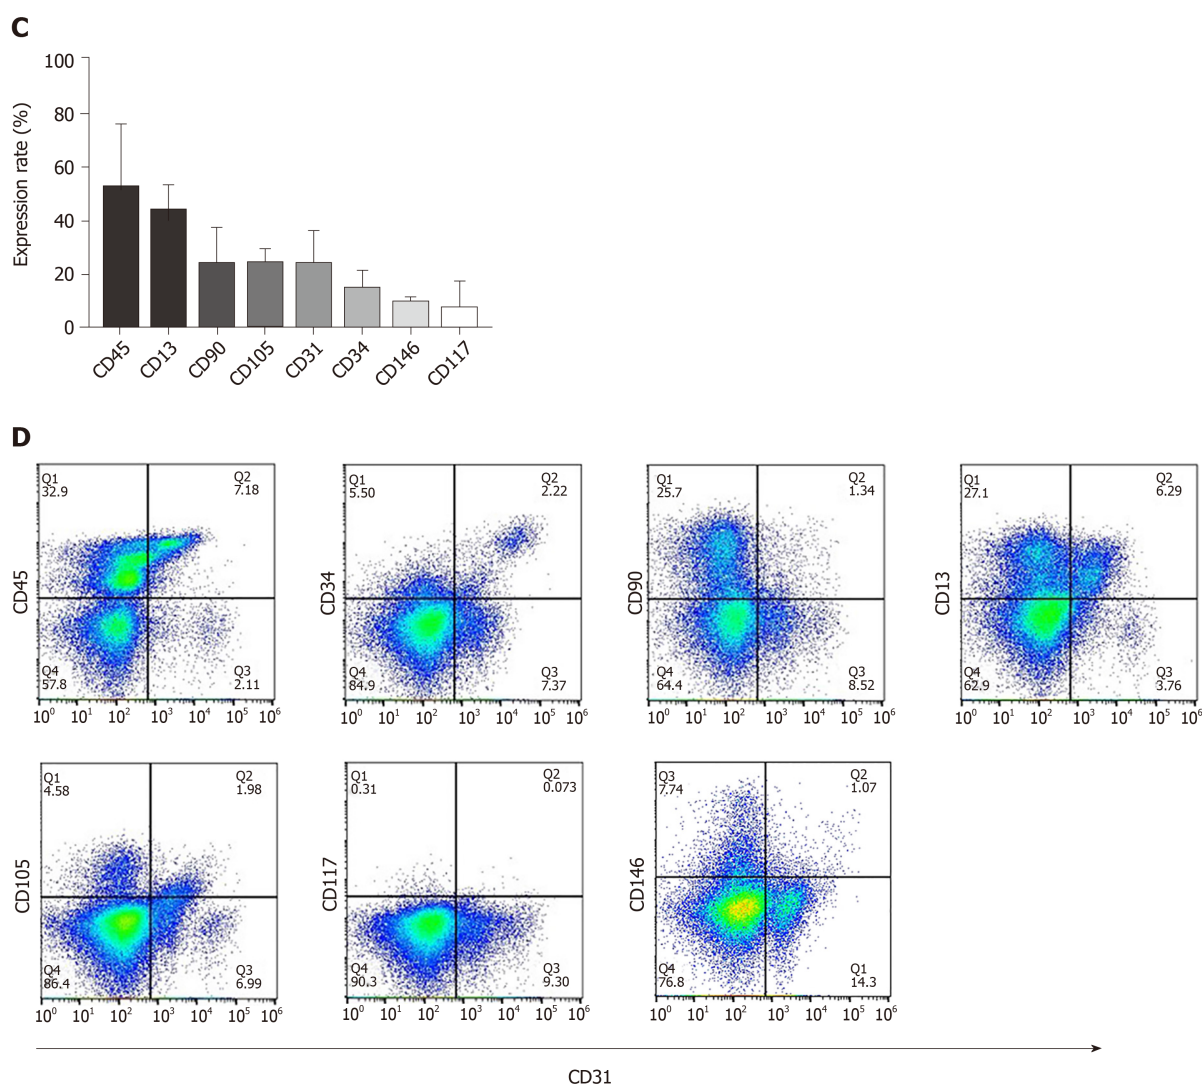 C
Expression rate (%)
100
80
60
40
20
0
CD45 CD13 CD90 CD105 CD31 CD34 CD146 CD117
D
CD45
Q1
32.9
Q2
7.18
Q4
57.8
Q3
2.11
10^0 10^1 10^2 10^3 10^4 10^5 10^6
CD34
Q1
5.50
Q2
2.22
Q4
84.9
Q3
7.37
10^0 10^1 10^2 10^3 10^4 10^5 10^6
CD90
Q1
25.7
Q2
1.34
Q4
64.4
Q3
8.52
10^0 10^1 10^2 10^3 10^4 10^5 10^6
CD13
Q1
27.1
Q2
6.29
Q4
62.9
Q3
3.76
10^0 10^1 10^2 10^3 10^4 10^5 10^6
CD105
Q1
4.58
Q2
1.98
Q4
86.4
Q3
6.99
10^0 10^1 10^2 10^3 10^4 10^5 10^6
CD117
Q1
0.31
Q2
0.073
Q4
90.3
Q3
9.30
10^0 10^1 10^2 10^3 10^4 10^5 10^6
CD146
Q3
7.74
Q2
1.07
Q4
76.8
Q1
14.3
10^0 10^1 10^2 10^3 10^4 10^5 10^6
CD31